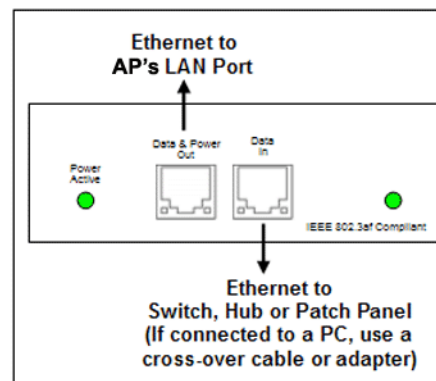 Ethernet to
AP's LAN Port
Data & Power
Out
Data
In
Power
Active
IEEE 802.3af Compliant
Ethernet to
Switch, Hub or Patch Panel
(If connected to a PC, use a
cross-over cable or adapter)